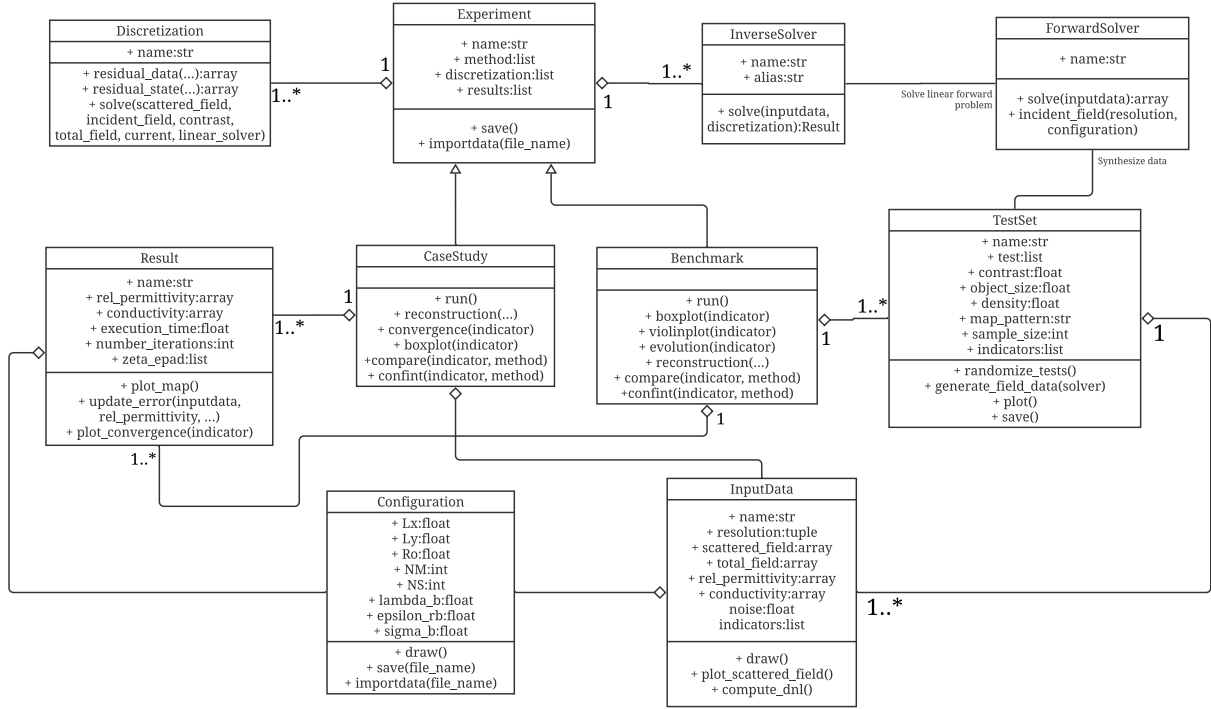 Discretization
+ name:str
+ residual_data(...):array
+ residual_state(...):array
+ solve(scattered_field,
incident_field, contrast,
total_field, current, linear_solver)
1..*
1
Experiment
+ name:str
+ method:list
+ discretization:list
+ results:list
+ save()
+ importdata(file_name)
1
1..*
InverseSolver
+ name:str
+ alias:str
+ solve(inputdata,
discretization):Result
Solve linear forward
problem
ForwardSolver
+ name:str
+ solve(inputdata):array
+ incident_field(resolution,
configuration)
Synthesize data
Result
+ name:str
+ rel_permittivity:array
+ conductivity:array
+ execution_time:float
+ number_iterations:int
+ zeta_epad:list
+ plot_map()
+ update_error(inputdata,
rel_permittivity, ...)
+ plot_convergence(indicator)
1..*
1..*
1
CaseStudy
+ run()
+ reconstruction(...)
+ convergence(indicator)
+ boxplot(indicator)
+compare(indicator, method)
+ confint(indicator, method)
Benchmark
+ run()
+ boxplot(indicator)
+ violinplot(indicator)
+ evolution(indicator)
+ reconstruction(...)
+ compare(indicator, method)
+confint(indicator, method)
1
1
1..*
TestSet
+ name:str
+ test:list
+ contrast:float
+ object_size:float
+ density:float
+ map_pattern:str
+ sample_size:int
+ indicators:list
+ randomize_tests()
+ generate_field_data(solver)
+ plot()
+ save()
1
Configuration
+ Lx:float
+ Ly:float
+ Ro:float
+ NM:int
+ NS:int
+ lambda_b:float
+ epsilon_rb:float
+ sigma_b:float
+ draw()
+ save(file_name)
+ importdata(file_name)
InputData
+ name:str
+ resolution:tuple
+ scattered_field:array
+ total_field:array
+ rel_permittivity:array
+ conductivity:array
noise:float
indicators:list
+ draw()
+ plot_scattered_field()
+ compute_dnl()
1..*